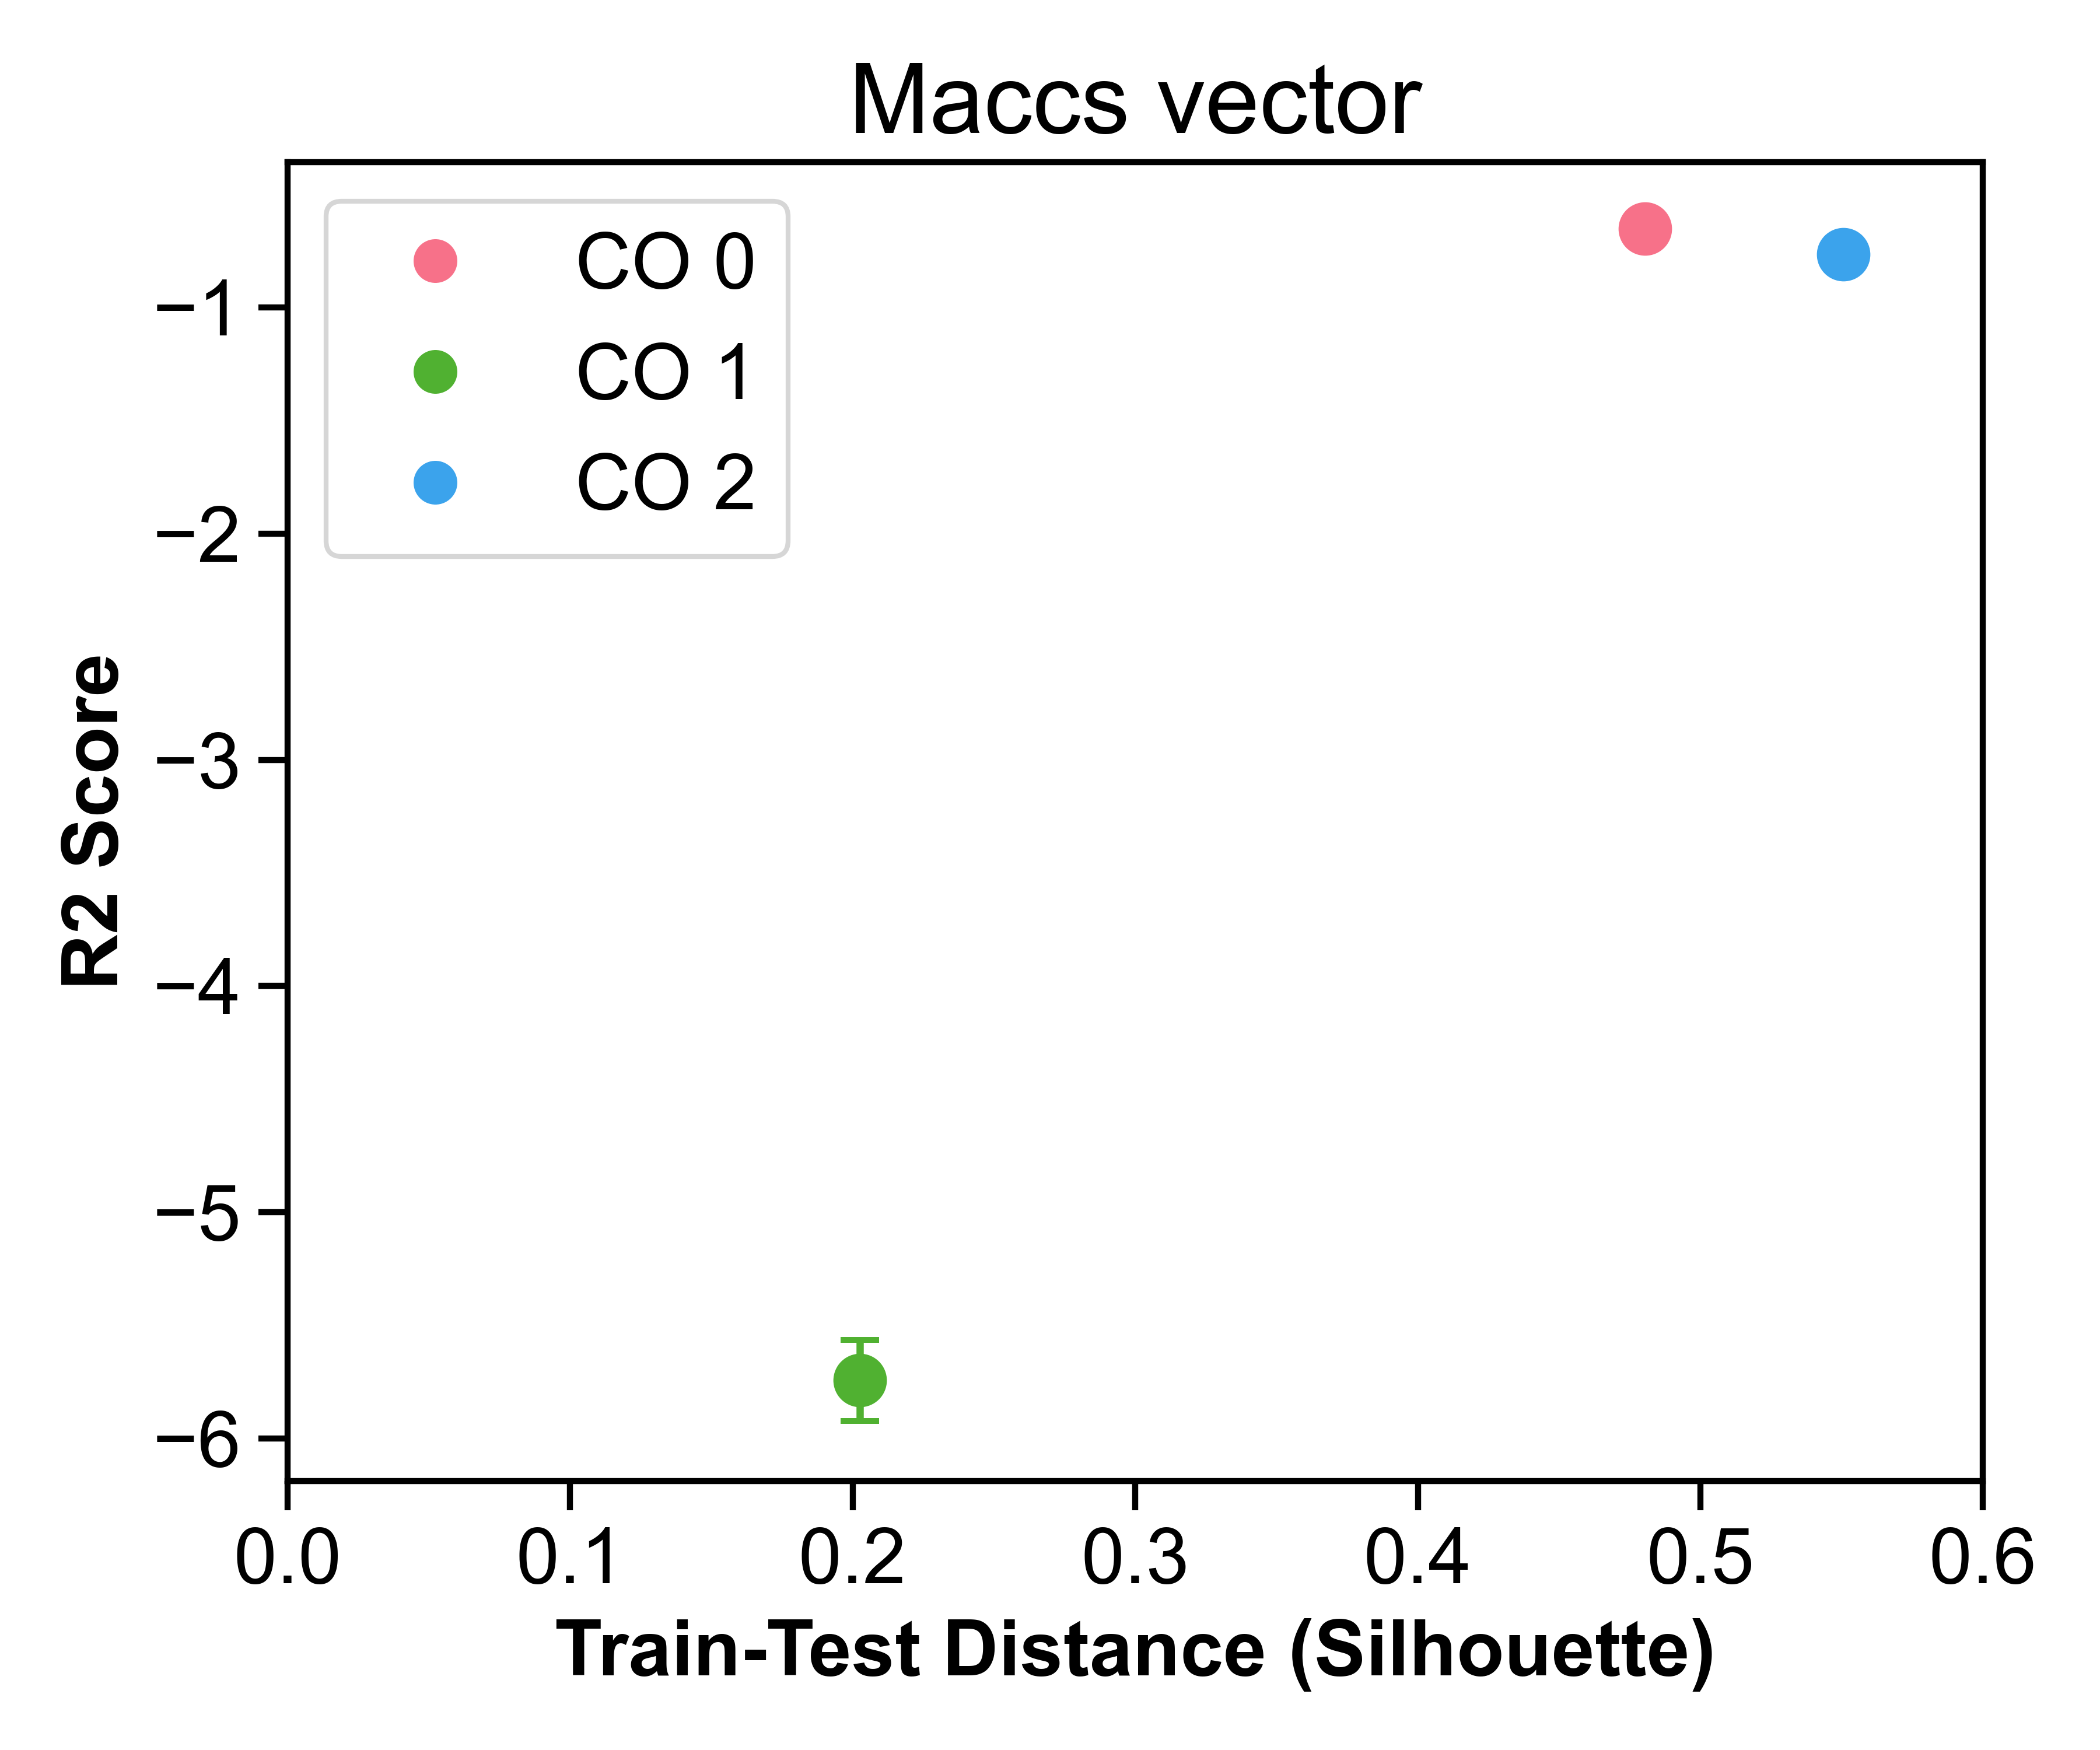 Maccs vector
CO 0
CO 1
CO 2
−1
−2
−3
−4
−5
−6
R2 Score
0.0 0.1 0.2 0.3 0.4 0.5 0.6
Train-Test Distance (Silhouette)